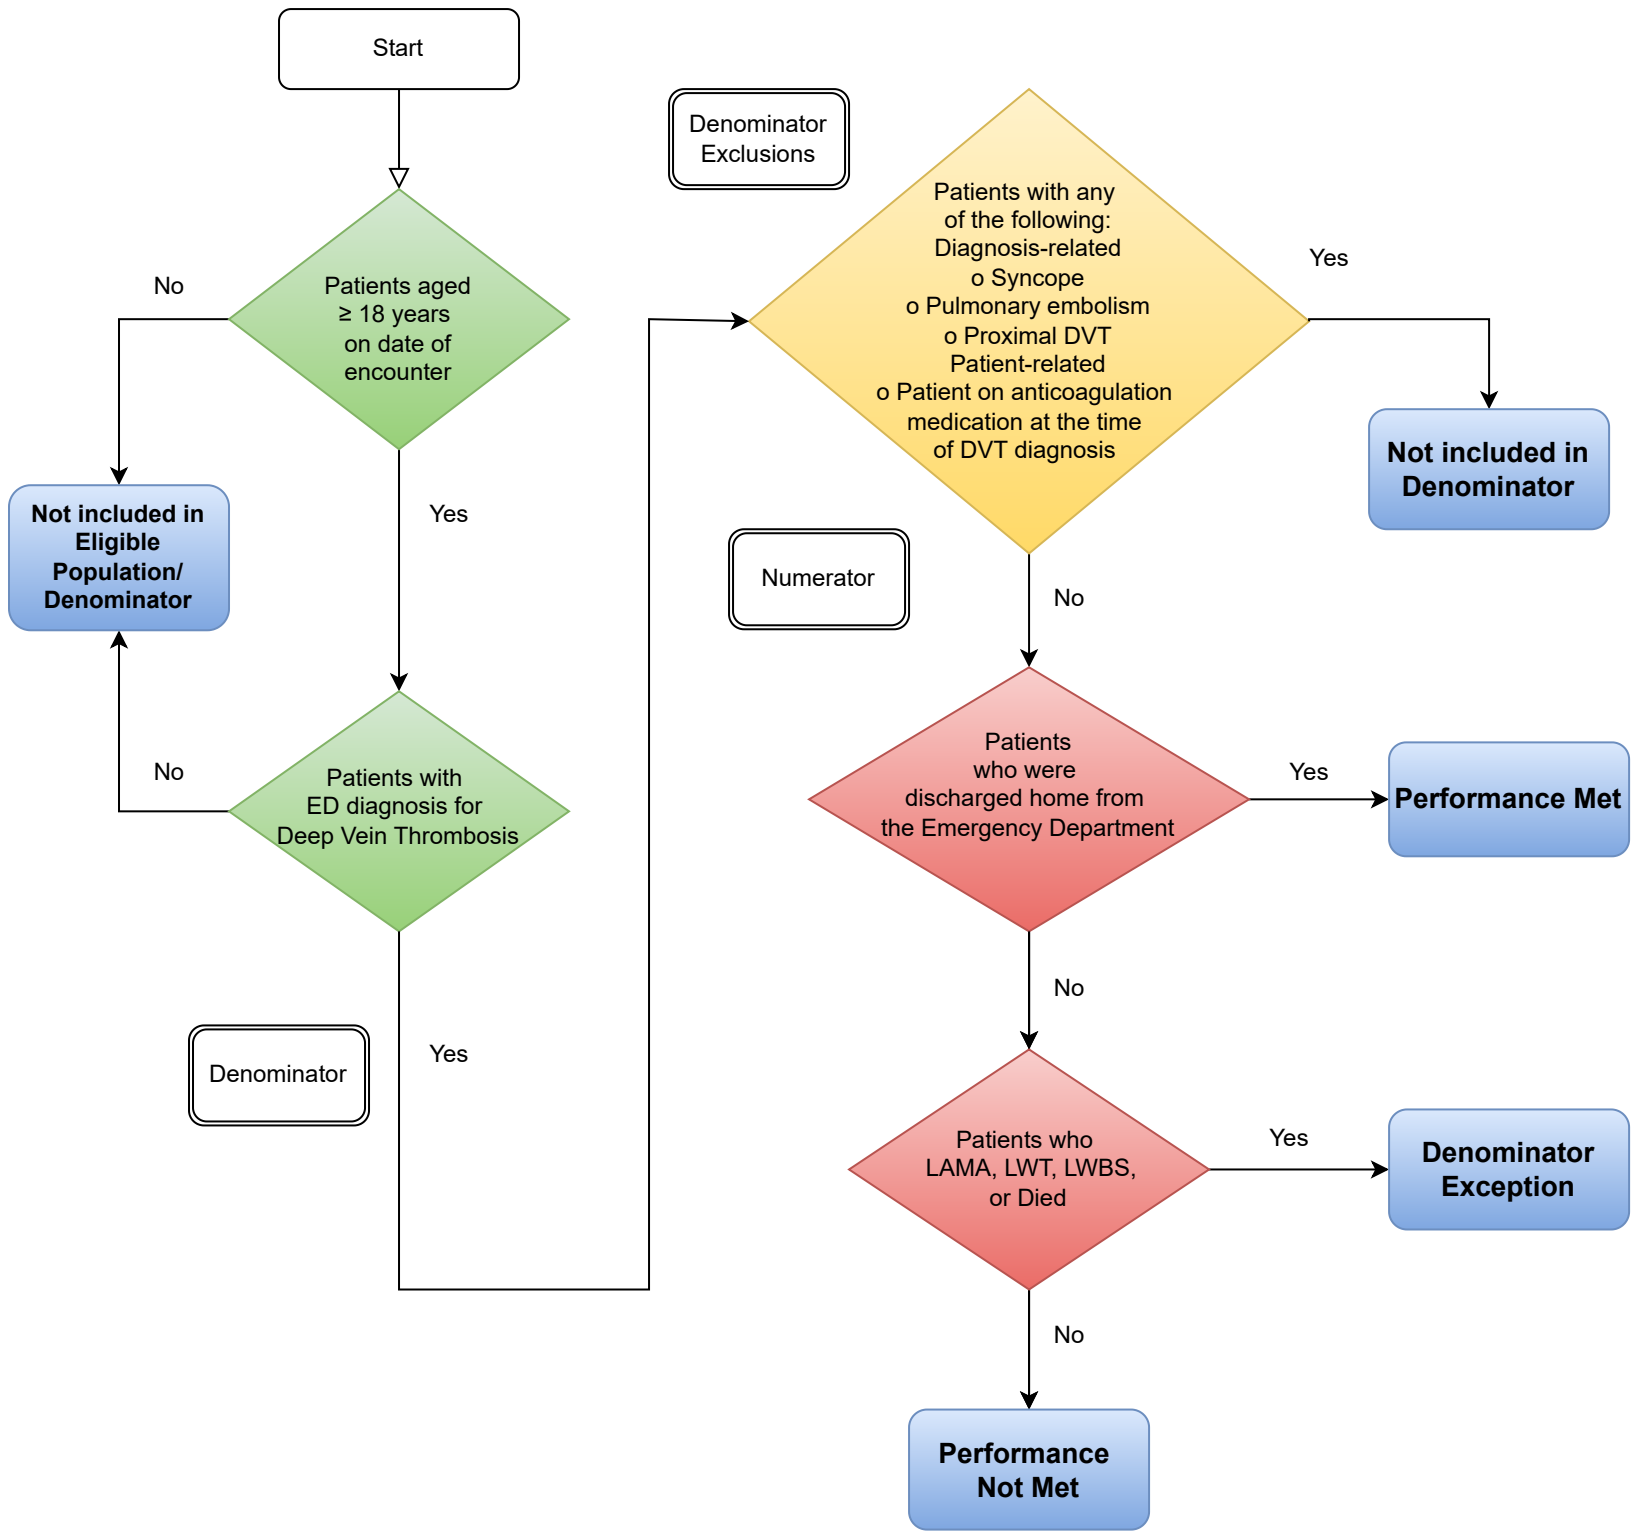 Start
Patients aged
≥ 18 years
on date of
encounter
No
Yes
Not included in
Eligible
Population/
Denominator
No
Patients with
ED diagnosis for
Deep Vein Thrombosis
Denominator
Yes
Denominator
Exclusions
Patients with any
of the following:
Diagnosis-related
o Syncope
o Pulmonary embolism
o Proximal DVT
Patient-related
o Patient on anticoagulation
medication at the time
of DVT diagnosis
Yes
Not included in
Denominator
Numerator
No
Patients
who were
discharged home from
the Emergency Department
Yes
Performance Met
No
Patients who
LAMA, LWT, LWBS,
or Died
Yes
Denominator
Exception
No
Performance
Not Met